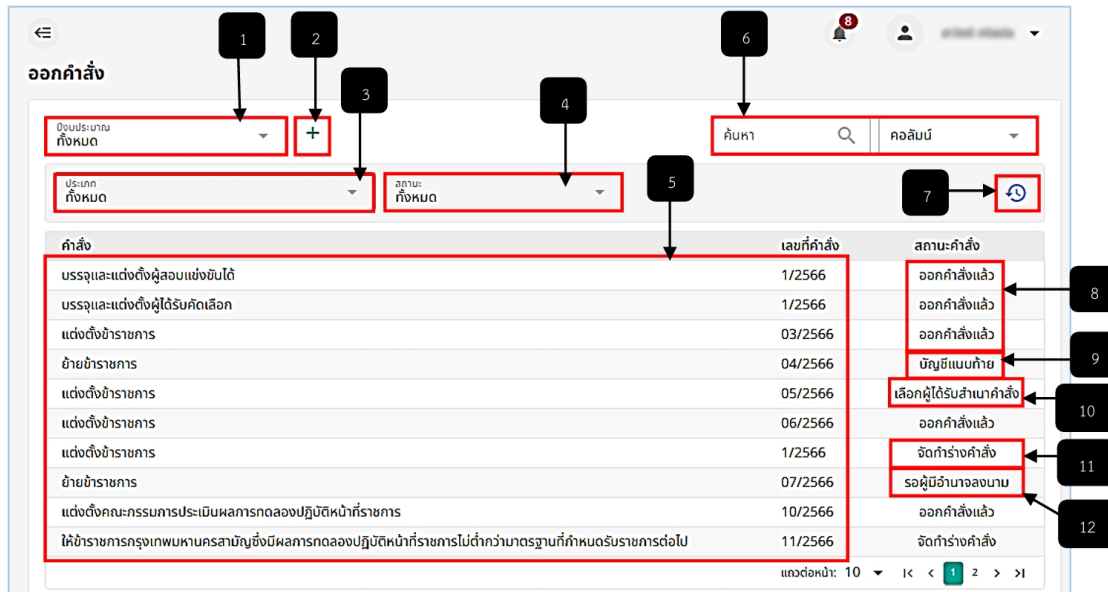 8
1
2
6
ออกคำสั่ง
3
4
ปีงบประมาณ
ทั้งหมด
+
ค้นหา
คอลัมน์
5
ประเภท
ทั้งหมด
สถานะ
ทั้งหมด
7
คำสั่ง เลขที่คำสั่ง สถานะคำสั่ง
บรรจุและแต่งตั้งผู้สอบแข่งขันได้ 1/2566 ออกคำสั่งแล้ว
8
บรรจุและแต่งตั้งผู้ได้รับคัดเลือก 1/2566 ออกคำสั่งแล้ว
แต่งตั้งข้าราชการ 03/2566 ออกคำสั่งแล้ว
ย้ายข้าราชการ 04/2566 บัญชีแนบท้าย
9
แต่งตั้งข้าราชการ 05/2566 เลือกผู้ได้รับสำเนาคำสั่ง
10
แต่งตั้งข้าราชการ 06/2566 ออกคำสั่งแล้ว
แต่งตั้งข้าราชการ 1/2566 จัดทำร่างคำสั่ง
11
ย้ายข้าราชการ 07/2566 รอผู้มีอำนาจลงนาม
แต่งตั้งคณะกรรมการประเมินผลการทดลองปฏิบัติหน้าที่ราชการ 10/2566 ออกคำสั่งแล้ว
12
ให้ข้าราชการกรุงเทพมหานครสามัญซึ่งมีผลการทดลองปฏิบัติหน้าที่ราชการไม่ต่ำกว่ามาตรฐานที่กำหนดรับราชการต่อไป 11/2566 จัดทำร่างคำสั่ง
แถวต่อหน้า: 10 |< < 1 2 > >|